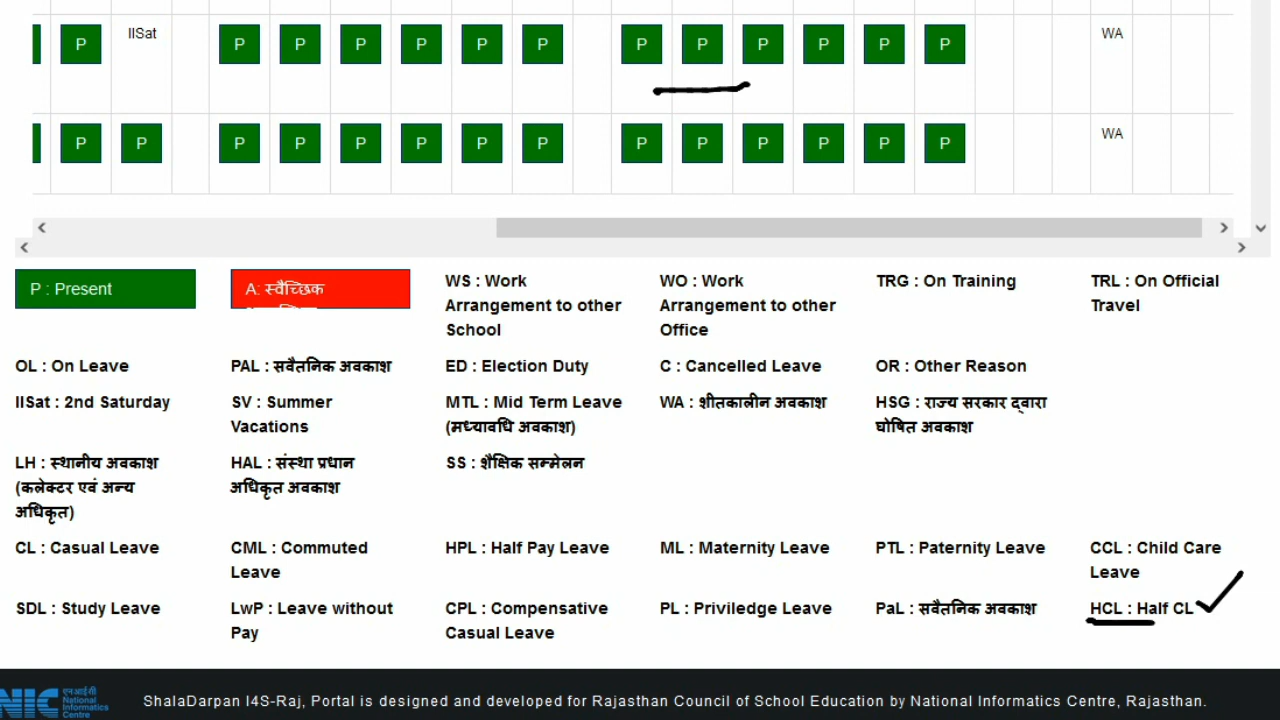 P IISat P P P P P P P P P P P P WA
P P P P P P P P P P P P P P WA
P : Present
A: स्वैच्छिक
WS : Work
Arrangement to other
School
WO : Work
Arrangement to other
Office
TRG : On Training
TRL : On Official
Travel
OL : On Leave
PAL : सवैतनिक अवकाश
ED : Election Duty
C : Cancelled Leave
OR : Other Reason
IISat : 2nd Saturday
SV : Summer
Vacations
MTL : Mid Term Leave
(मध्यावधि अवकाश)
WA : शीतकालीन अवकाश
HSG : राज्य सरकार द्वारा
घोषित अवकाश
LH : स्थानीय अवकाश
(कलेक्टर एवं अन्य
अधिकृत)
HAL : संस्था प्रधान
अधिकृत अवकाश
SS : शैक्षिक सम्मेलन
CL : Casual Leave
CML : Commuted
Leave
HPL : Half Pay Leave
ML : Maternity Leave
PTL : Paternity Leave
CCL : Child Care
Leave
SDL : Study Leave
LwP : Leave without
Pay
CPL : Compensative
Casual Leave
PL : Priviledge Leave
PaL : सवैतनिक अवकाश
HCL : Half CL
NIC
एनआईसी
National
Informatics
Centre
ShalaDarpan I4S-Raj, Portal is designed and developed for Rajasthan Council of School Education by National Informatics Centre, Rajasthan.